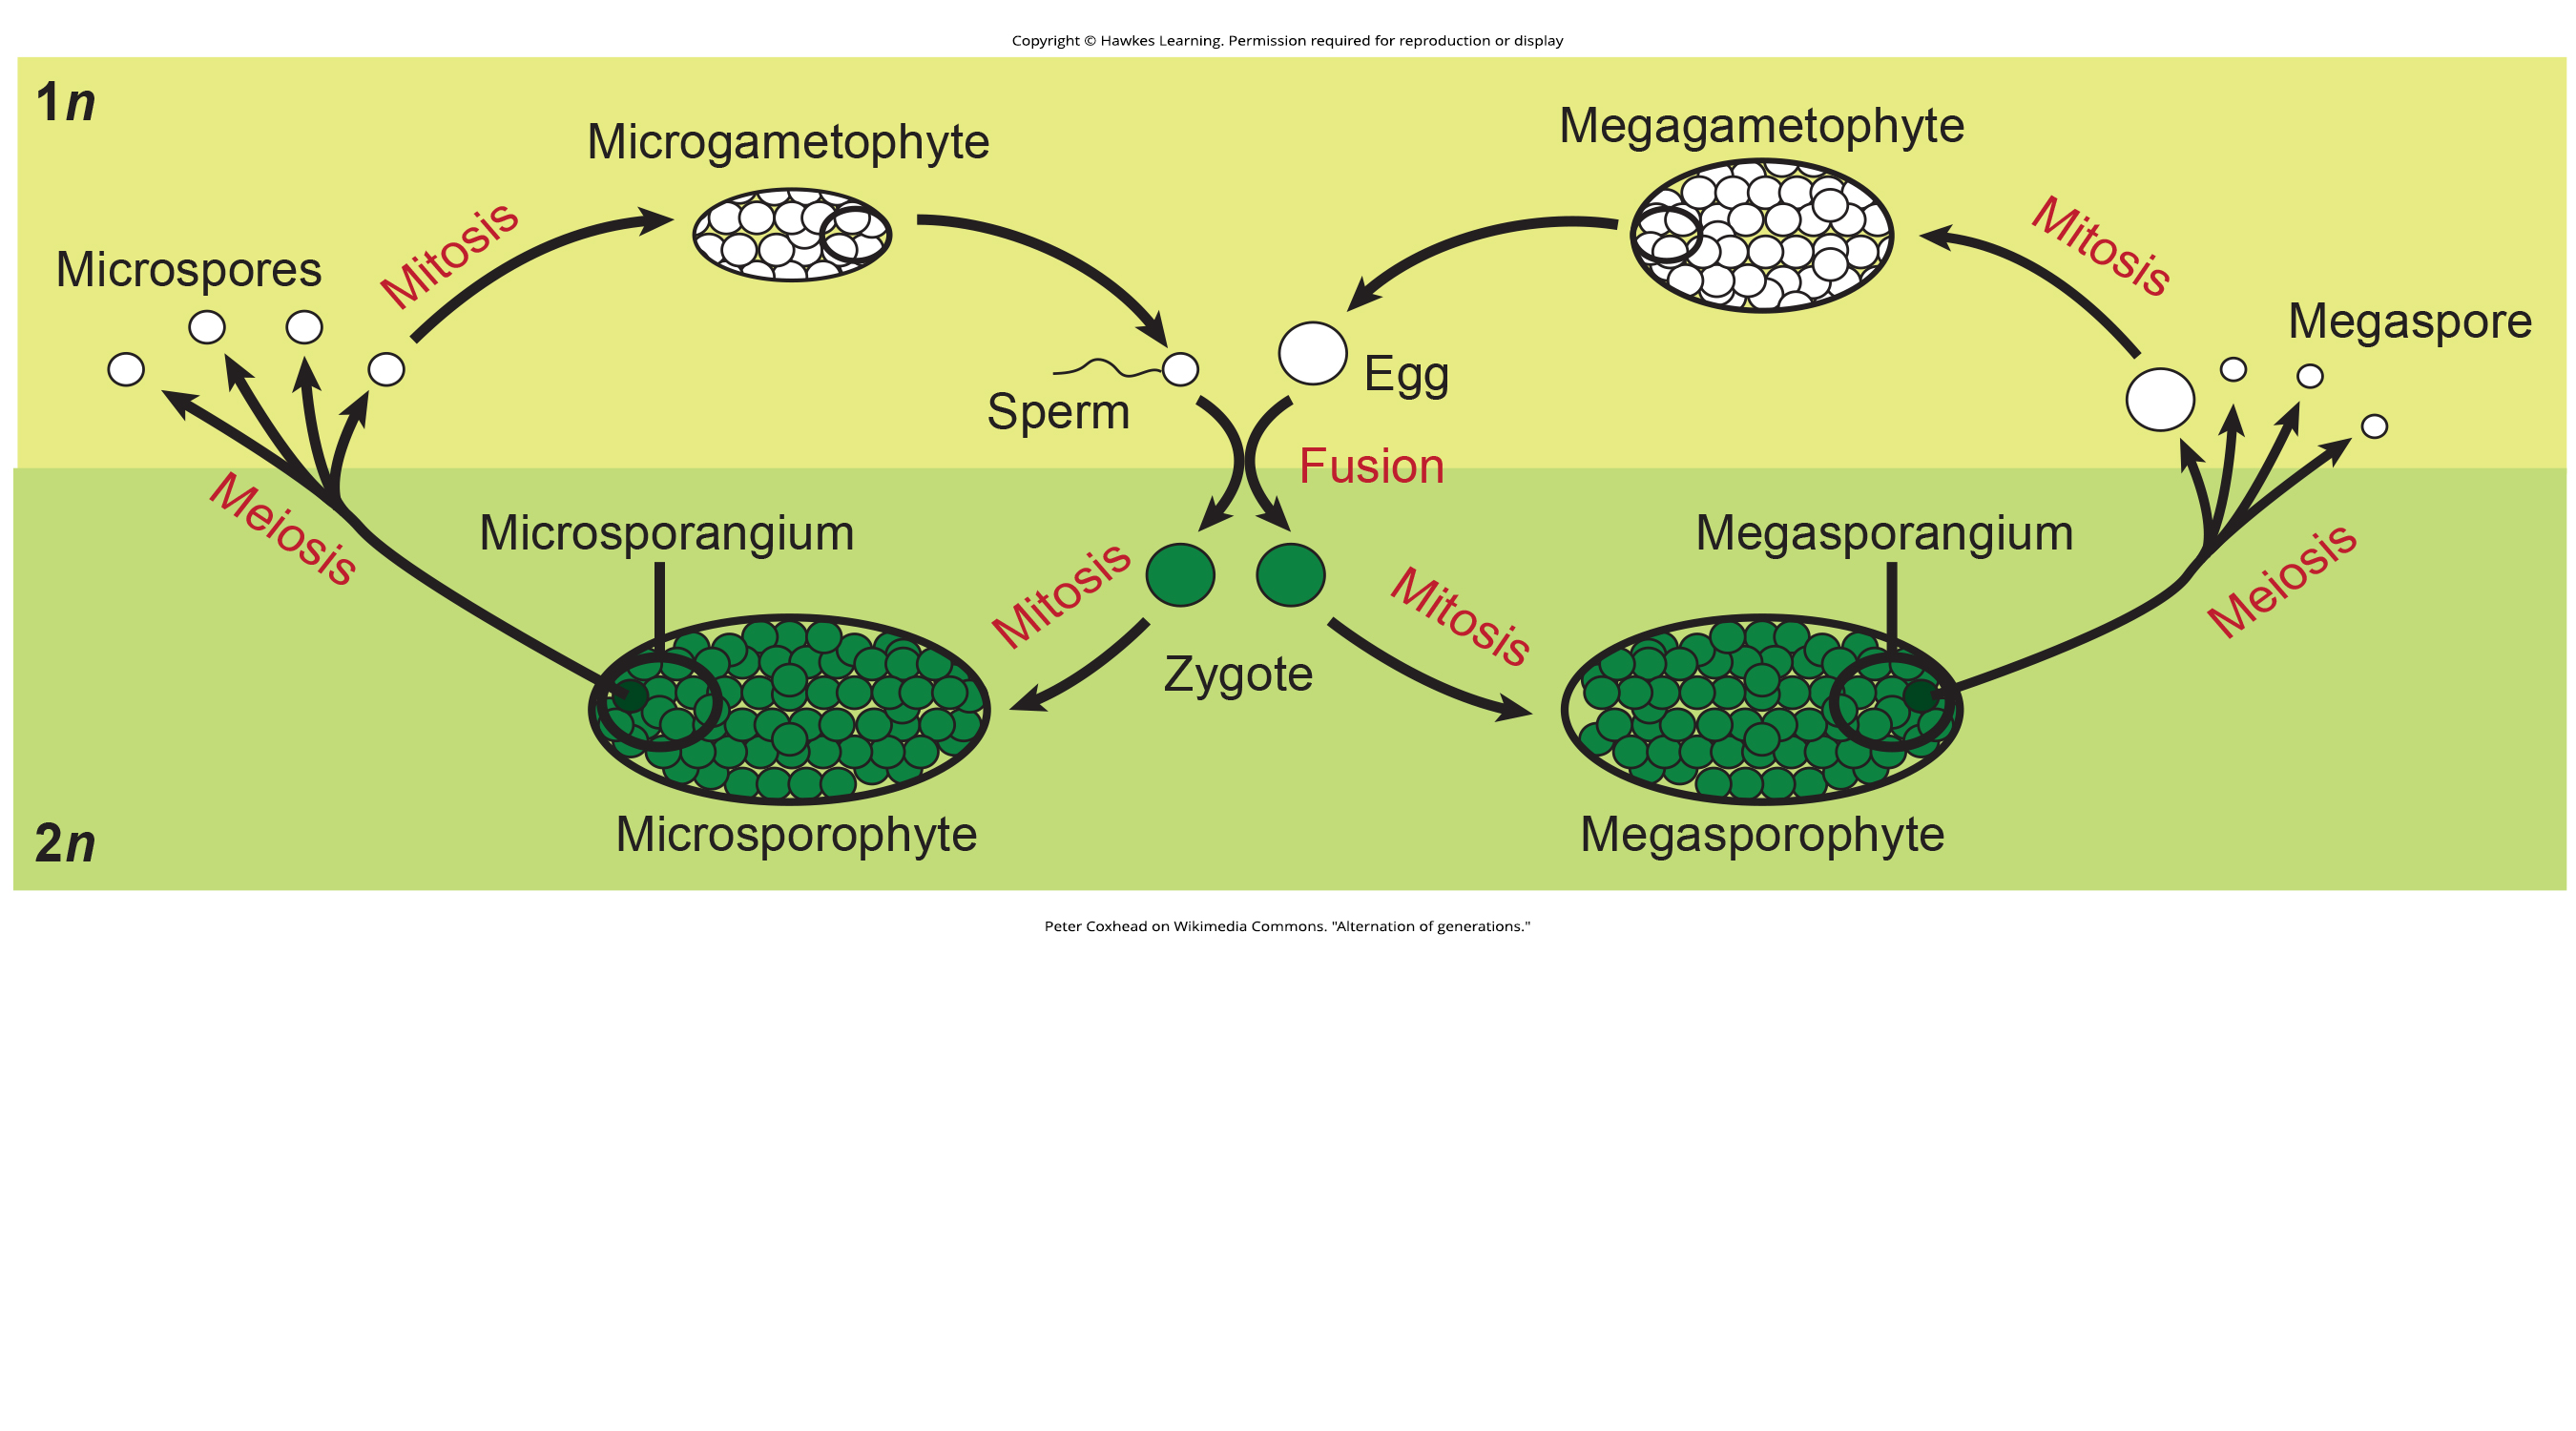 Copyright © Hawkes Learning. Permission required for reproduction or display
1n
Microgametophyte
Megagametophyte
Mitosis
Mitosis
Microspores
Megaspore
Sperm
Egg
Fusion
Meiosis
Microsporangium
Mitosis
Mitosis
Megasporangium
Meiosis
Zygote
Microsporophyte
Megasporophyte
2n
Peter Coxhead on Wikimedia Commons. "Alternation of generations."